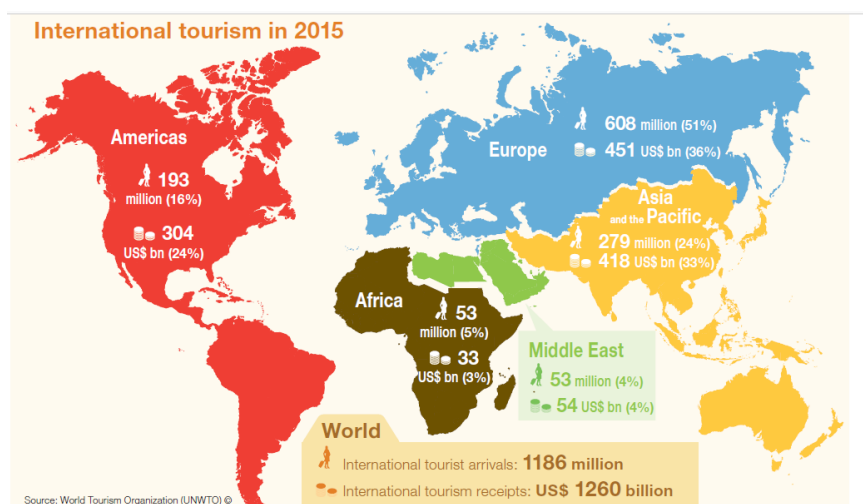 International tourism in 2015
Americas
193
million (16%)
304
US$ bn (24%)
Europe
608 million (51%)
451 US$ bn (36%)
Asia
and the Pacific
279 million (24%)
418 US$ bn (33%)
Africa
53
million (5%)
33
US$ bn (3%)
Middle East
53 million (4%)
54 US$ bn (4%)
World
International tourist arrivals: 1186 million
International tourism receipts: US$ 1260 billion
Source: World Tourism Organization (UNWTO) ©